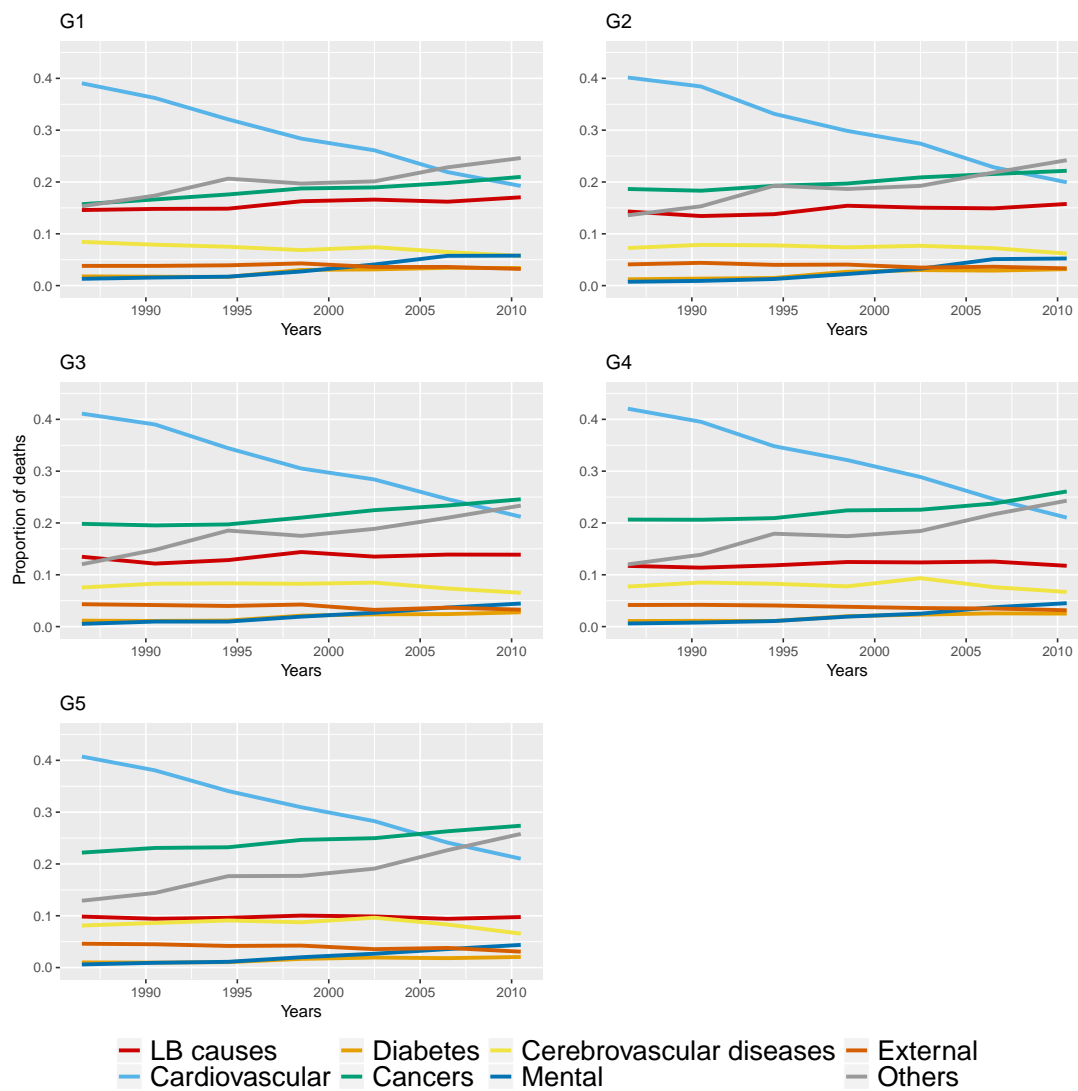 G1
G2
0.4
0.3
0.2
0.1
0.0
1990 1995 2000 2005 2010
Years
0.4
0.3
0.2
0.1
0.0
1990 1995 2000 2005 2010
Years
G3
G4
Proportion of deaths
0.4
0.3
0.2
0.1
0.0
1990 1995 2000 2005 2010
Years
0.4
0.3
0.2
0.1
0.0
1990 1995 2000 2005 2010
Years
G5
0.4
0.3
0.2
0.1
0.0
1990 1995 2000 2005 2010
Years
LB causes Diabetes Cerebrovascular diseases External
Cardiovascular Cancers Mental Others